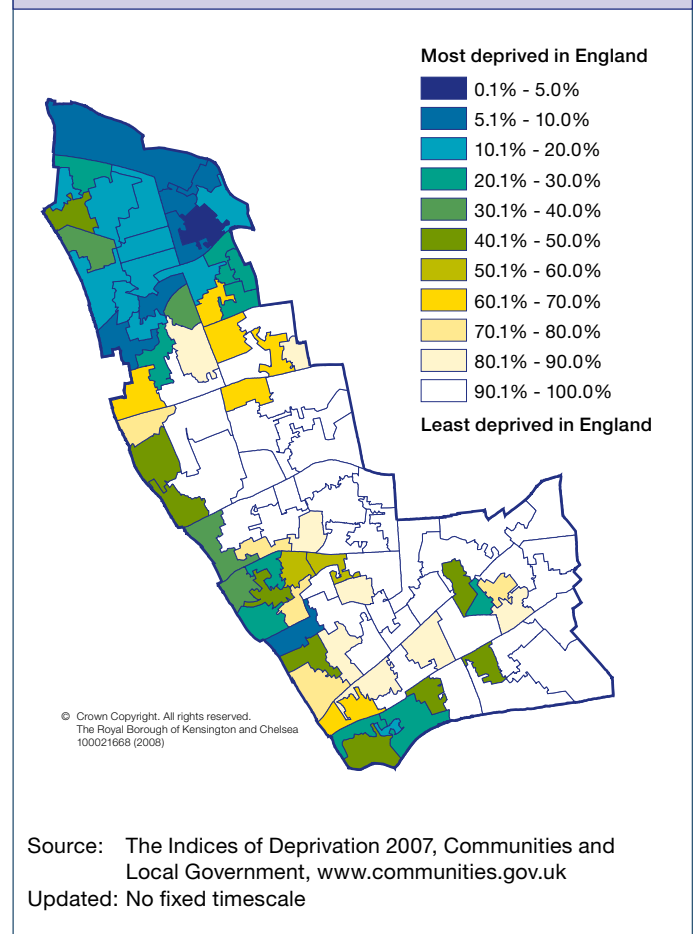 Most deprived in England
0.1% - 5.0%
5.1% - 10.0%
10.1% - 20.0%
20.1% - 30.0%
30.1% - 40.0%
40.1% - 50.0%
50.1% - 60.0%
60.1% - 70.0%
70.1% - 80.0%
80.1% - 90.0%
90.1% - 100.0%
Least deprived in England
© Crown Copyright. All rights reserved.
The Royal Borough of Kensington and Chelsea
100021668 (2008)
Source: The Indices of Deprivation 2007, Communities and
Local Government, www.communities.gov.uk
Updated: No fixed timescale